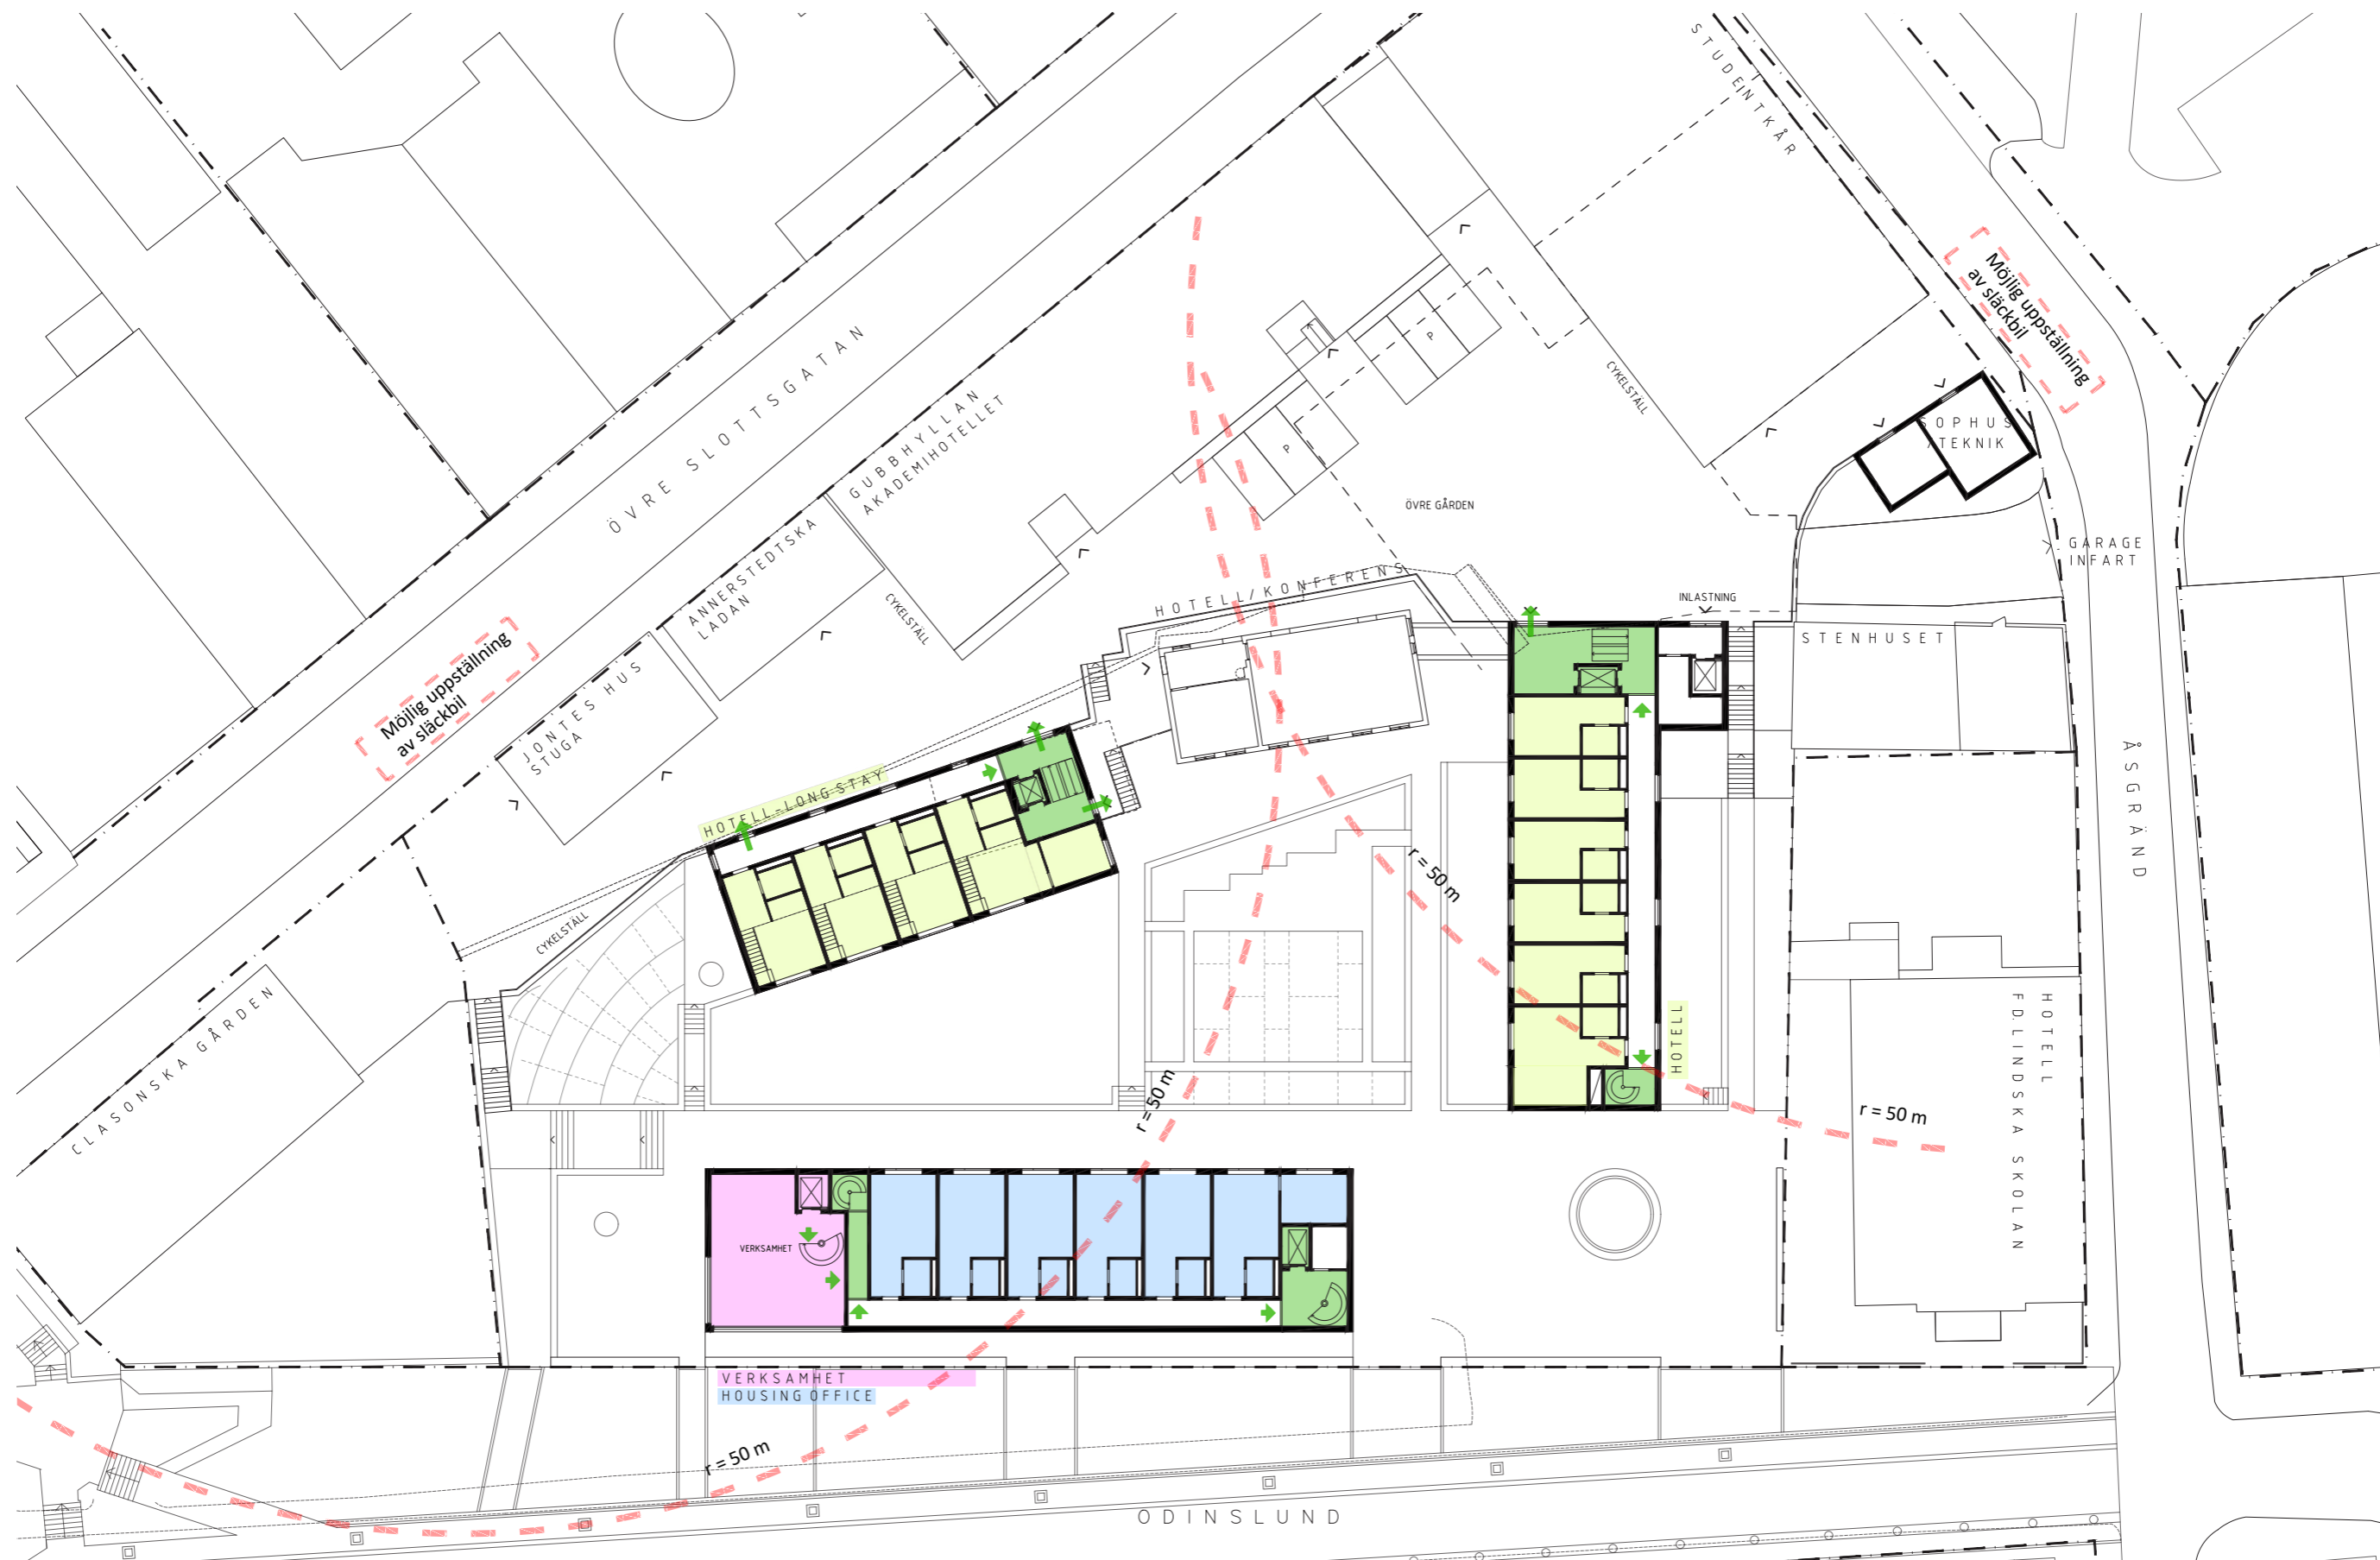 STUDENTKÅR
Möjlig uppställning
av släckbil
ÖVRE SLOTTSGATAN
GUBBHYLLAN
AKADEMIHOTELLET
P
P
CYKELSTÄLL
SOPHUS
/TEKNIK
ÖVRE GÅRDEN
GARAGE
INFART
ANNERSTEDTSKA
LADAN
CYKELSTÄLL
HOTELL/KONFERENS
INLASTNING
STENHUSET
Möjlig uppställning
av släckbil
JONTES HUS
STUGA
HOTELL-LONGSTAY
ÅSGRÄND
r = 50 m
CYKELSTÄLL
CLASONSKA GÅRDEN
HOTELL
HOTELL
FD.LINDSKA SKOLAN
r = 50 m
r = 50 m
VERKSAMHET
VERKSAMHET
HOUSING OFFICE
r = 50 m
ODINSLUND